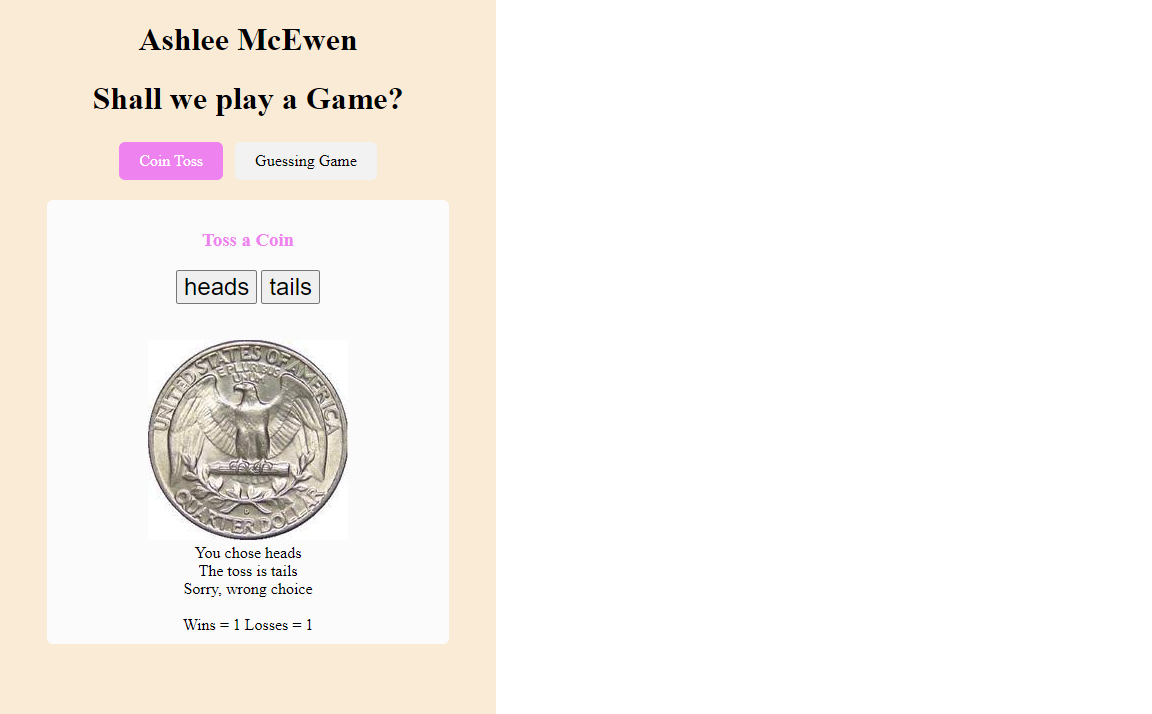 Ashlee McEwen
Shall we play a Game?
Coin Toss Guessing Game
Toss a Coin
heads tails
UNITED STATES OF AMERICA
E PLURIBUS
UNUM
D
QUARTER DOLLAR
You chose heads
The toss is tails
Sorry, wrong choice
Wins = 1 Losses = 1